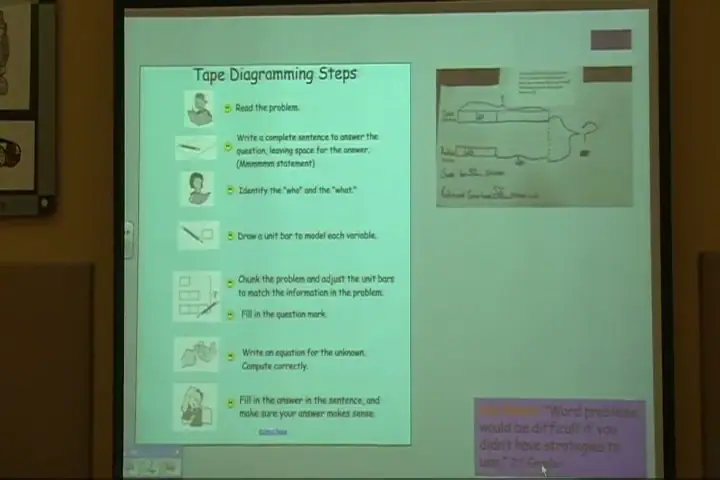 Tape Diagramming Steps
Read the problem.
Write a complete sentence to answer the
question, leaving space for the answer.
(Mmmmmm statement)
Identify the "who" and the "what."
Draw a unit bar to model each variable.
Chunk the problem and adjust the unit bars
to match the information in the problem.
Fill in the question mark.
Write an equation for the unknown.
Compute correctly.
Fill in the answer in the sentence, and
make sure your answer makes sense.
"Word problems
would be difficult if you
didn't have strategies to
use."